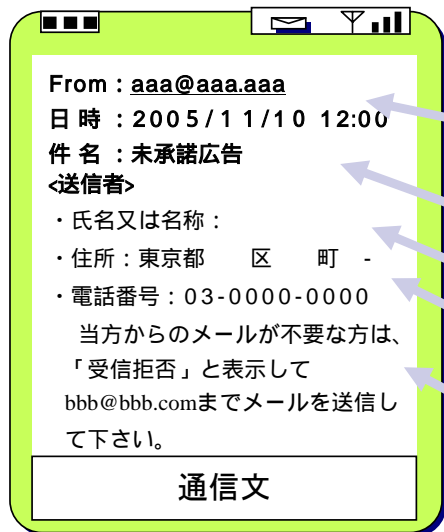 From：aaa@aaa.aaa
日 時 ：2005/11/10 12:00
件 名 ：未承諾広告
<送信者>
・氏名又は名称：
・住所：東京都　　区　　町　-
・電話番号：03-0000-0000
当方からのメールが不要な方は、
「受信拒否」と表示して
bbb@bbb.comまでメールを送信し
て下さい。
通信文